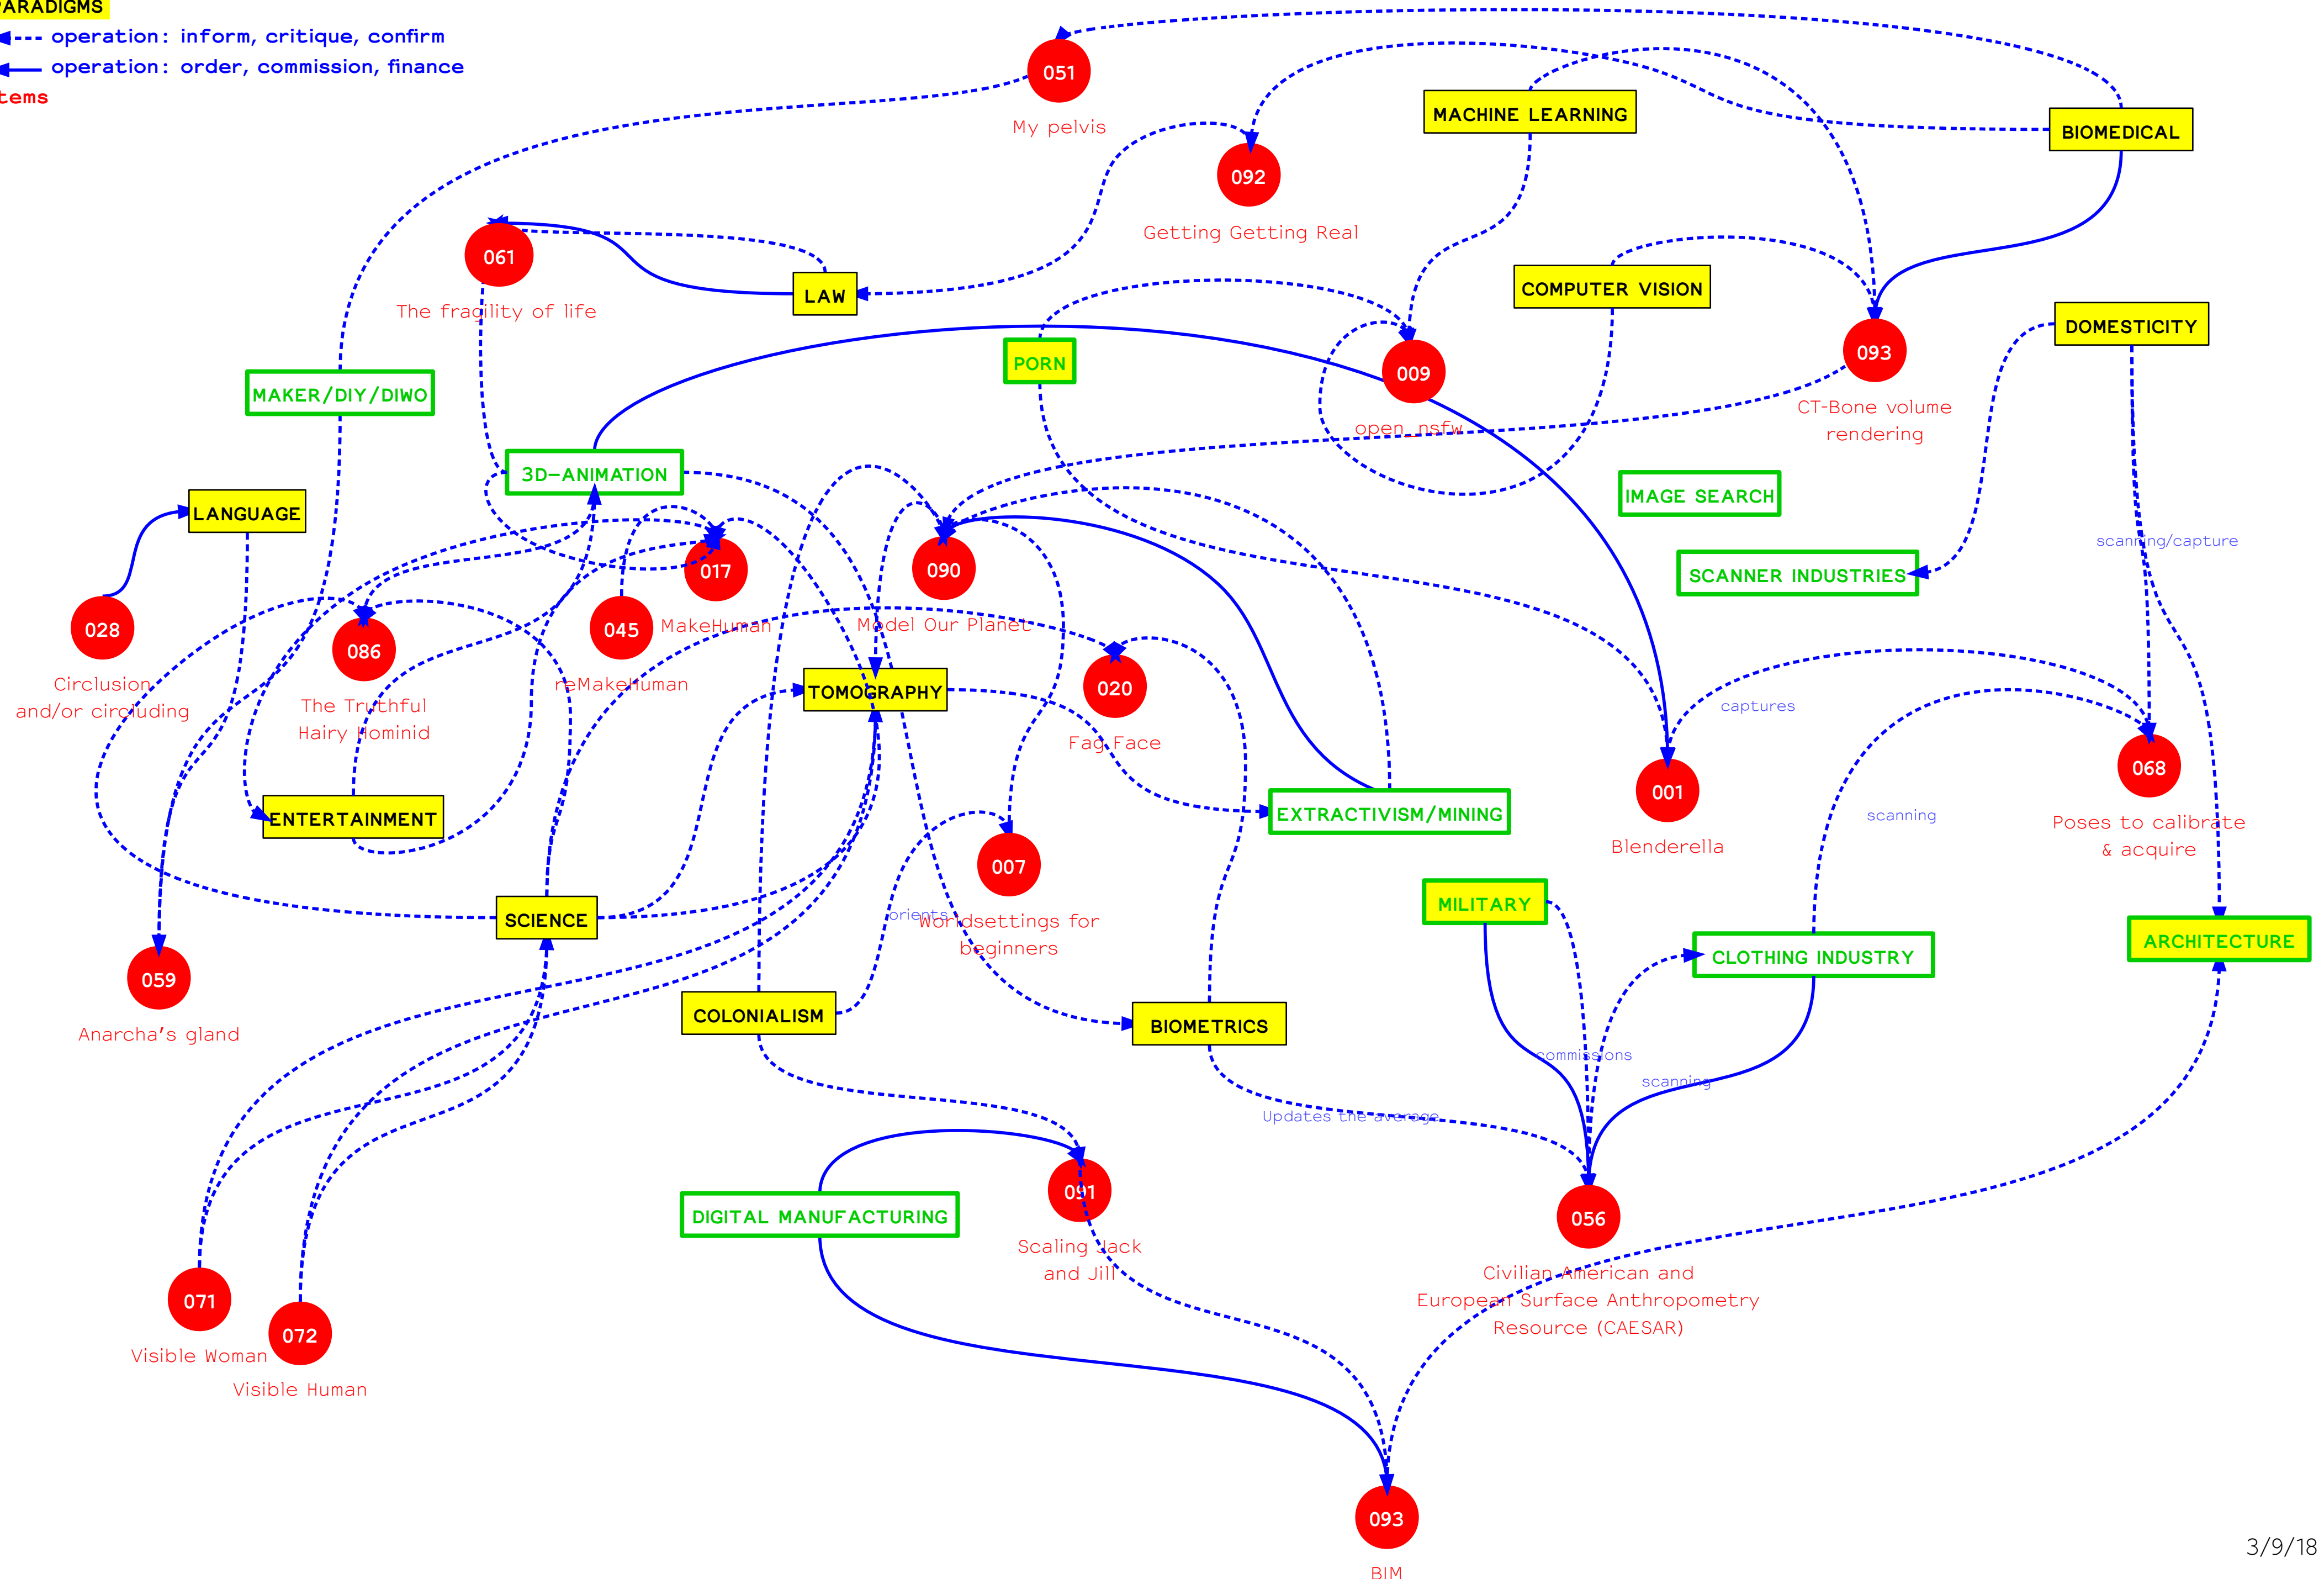 PARADIGMS
operation: inform, critique, confirm
operation: order, commission, finance
tems
051
My pelvis
MACHINE LEARNING
BIOMEDICAL
092
Getting Getting Real
061
The fragility of life
LAW
COMPUTER VISION
DOMESTICITY
PORN
009
open_nsfw
093
CT-Bone volume
rendering
MAKER/DIY/DIWO
3D-ANIMATION
IMAGE SEARCH
LANGUAGE
scanning/capture
017
MakeHuman
090
Model Our Planet
SCANNER INDUSTRIES
028
Circlusion
and/or circluding
086
The Truthful
Hairy Hominid
045
reMakehuman
TOMOGRAPHY
020
Fag Face
captures
068
Poses to calibrate
& acquire
001
Blenderella
scanning
ENTERTAINMENT
EXTRACTIVISM/MINING
007
Worldsettings for
beginners
orients
SCIENCE
MILITARY
ARCHITECTURE
CLOTHING INDUSTRY
059
Anarcha's gland
COLONIALISM
BIOMETRICS
commissions
scanning
Updates the average
091
Scaling Jack
and Jill
DIGITAL MANUFACTURING
056
Civilian American and
European Surface Anthropometry
Resource (CAESAR)
071
Visible Woman
072
Visible Human
093
BIM
3/9/18